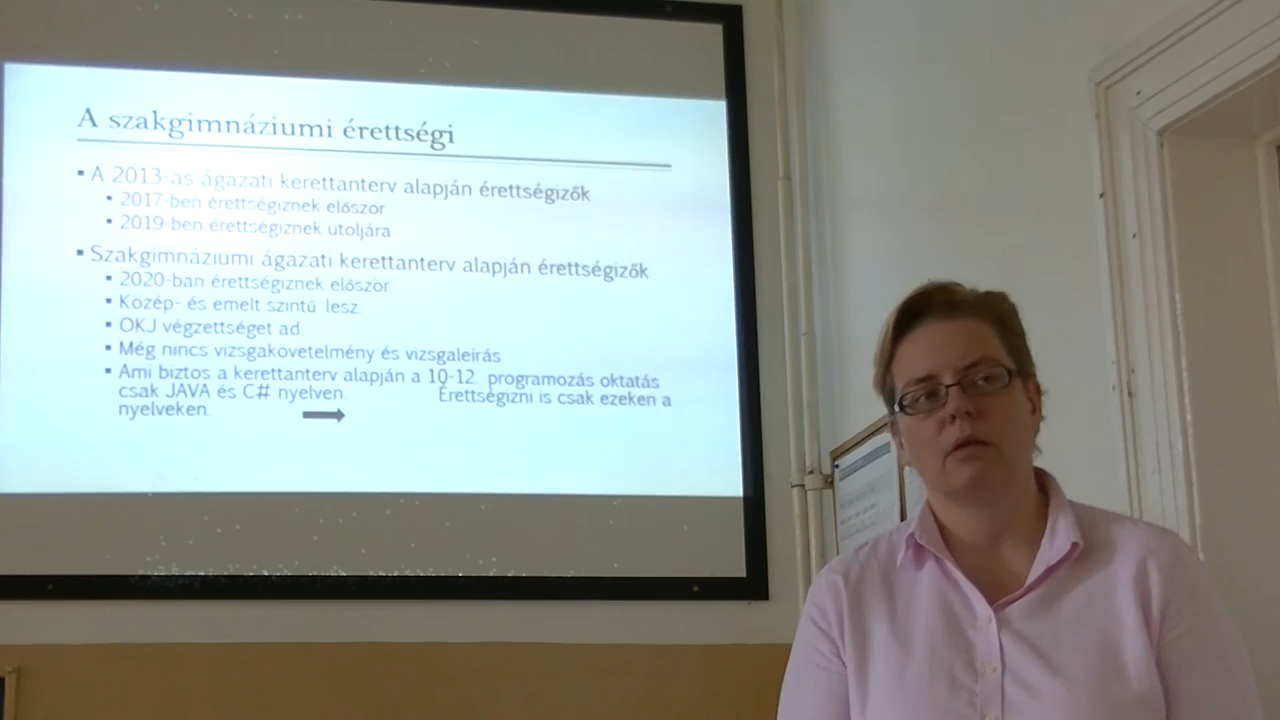 A szakgimnáziumi érettségi
▪ A 2013-as ágazati kerettanterv alapján érettségizők
▪ 2017-ben érettségiznek először
▪ 2019-ben érettségiznek utoljára
▪ Szakgimnáziumi ágazati kerettanterv alapján érettségizők
▪ 2020-ban érettségiznek először
▪ Közép- és emelt szintű lesz.
▪ OKJ végzettséget ad
▪ Még nincs vizsgakövetelmény és vizsgaleírás
▪ Ami biztos a kerettanterv alapján a 10-12. programozás oktatás
csak JAVA és C# nyelven. Érettségizni is csak ezeken a
nyelveken.